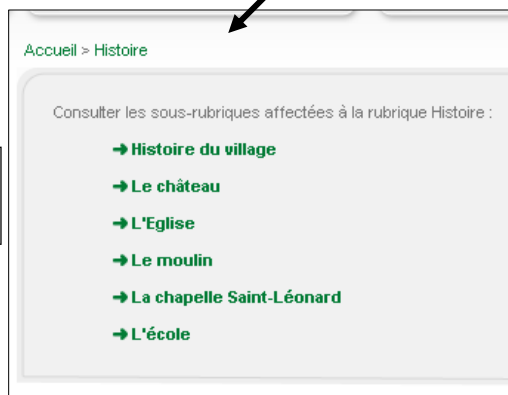 Accueil > Histoire
Consulter les sous-rubriques affectées à la rubrique Histoire :
Histoire du village
Le château
L'Eglise
Le moulin
La chapelle Saint-Léonard
L'école